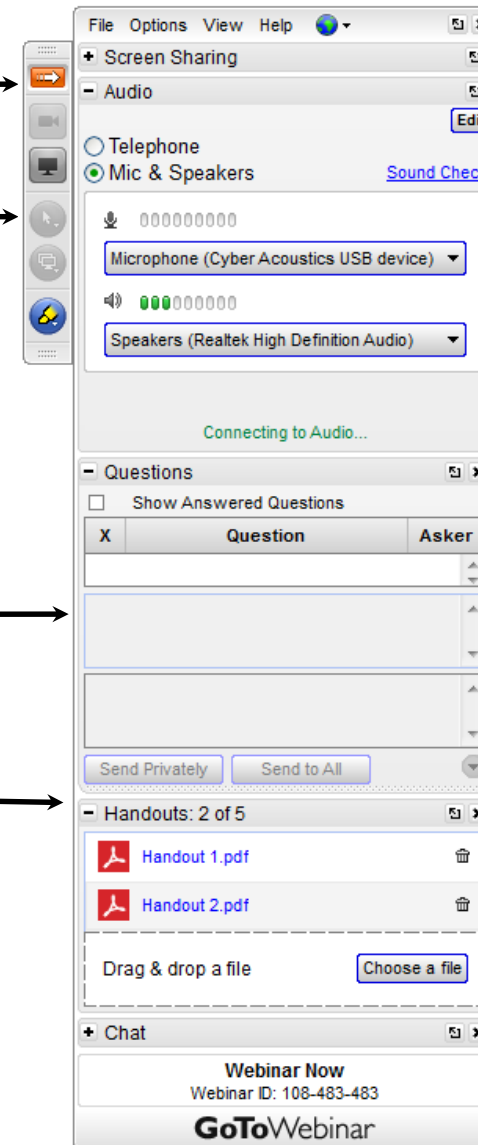 File Options View Help
Screen Sharing
Audio
Edi
Telephone
Mic & Speakers Sound Chec
Microphone (Cyber Acoustics USB device)
Speakers (Realtek High Definition Audio)
Connecting to Audio...
Questions
Show Answered Questions
X Question Asker
Send Privately Send to All
Handouts: 2 of 5
Handout 1.pdf
Handout 2.pdf
Drag & drop a file Choose a file
Chat
Webinar Now
Webinar ID: 108-483-483
GoToWebinar